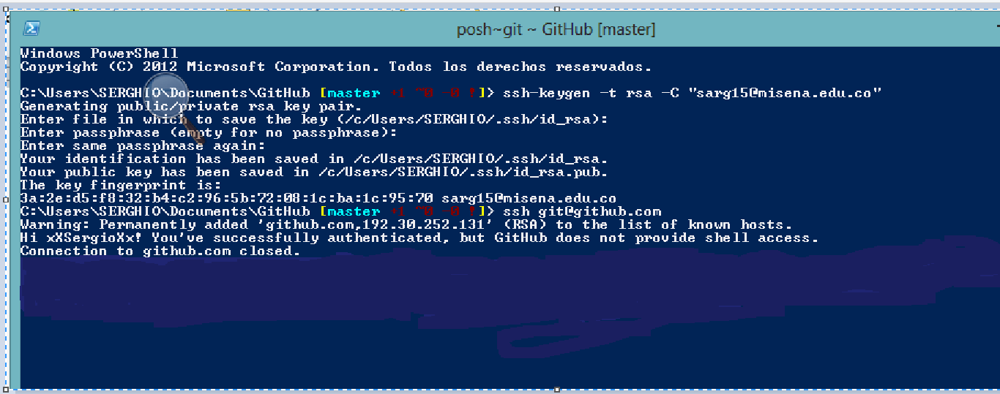 posh~git ~ GitHub [master]
Windows PowerShell
Copyright (C) 2012 Microsoft Corporation. Todos los derechos reservados.
C:\Users\SERGHIO\Documents\GitHub [master +1 ~0 -0 !]> ssh-keygen -t rsa -C "sarg15@misena.edu.co"
Generating public/private rsa key pair.
Enter file in which to save the key (/c/Users/SERGHIO/.ssh/id_rsa):
Enter passphrase (empty for no passphrase):
Enter same passphrase again:
Your identification has been saved in /c/Users/SERGHIO/.ssh/id_rsa.
Your public key has been saved in /c/Users/SERGHIO/.ssh/id_rsa.pub.
The key fingerprint is:
3a:2e:d5:f8:32:b4:c2:96:5b:72:08:1c:ba:1c:95:70 sarg15@misena.edu.co
C:\Users\SERGHIO\Documents\GitHub [master +1 ~0 -0 !]> ssh git@github.com
Warning: Permanently added 'github.com,192.30.252.131' (RSA) to the list of known hosts.
Hi xXSergioXx! You've successfully authenticated, but GitHub does not provide shell access.
Connection to github.com closed.